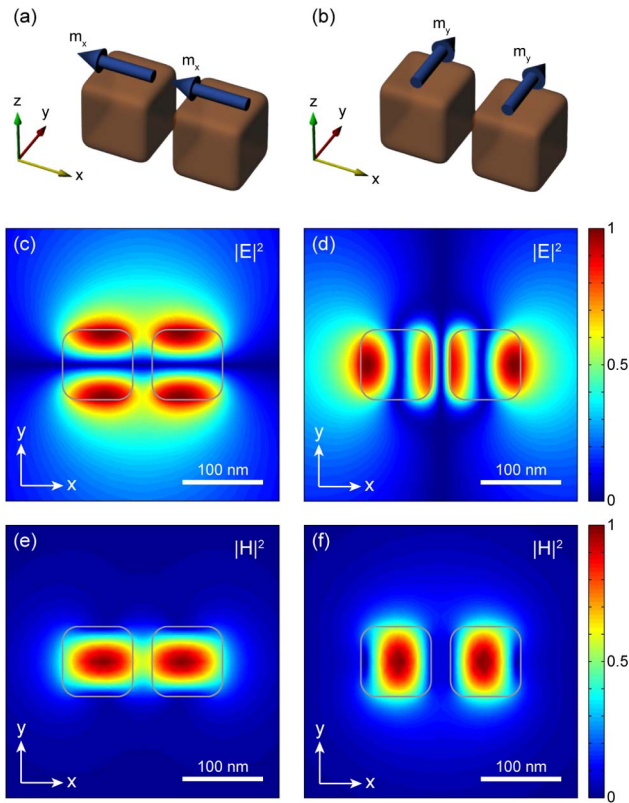 (a)
m_x
m_x
z
y
x
(b)
m_y
m_y
z
y
x
(c)
|E|²
y
x
100 nm
(d)
|E|²
y
x
100 nm
1
0.5
0
(e)
|H|²
y
x
100 nm
(f)
|H|²
y
x
100 nm
1
0.5
0